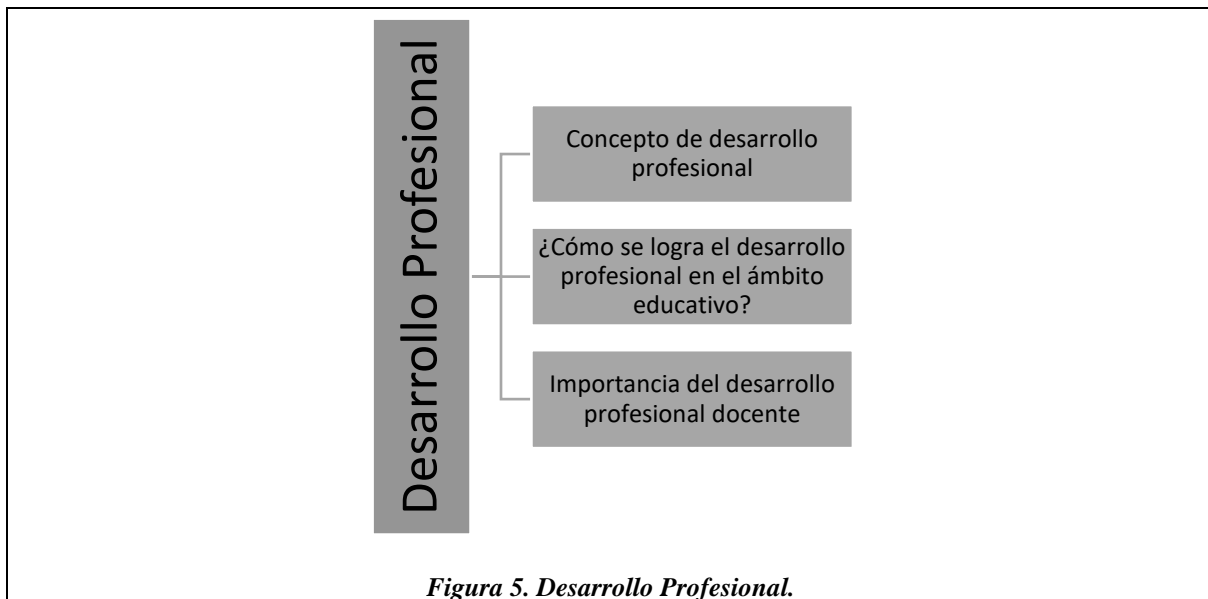 Desarrollo Profesional
Concepto de desarrollo
profesional
¿Cómo se logra el desarrollo
profesional en el ámbito
educativo?
Importancia del desarrollo
profesional docente
Figura 5. Desarrollo Profesional.